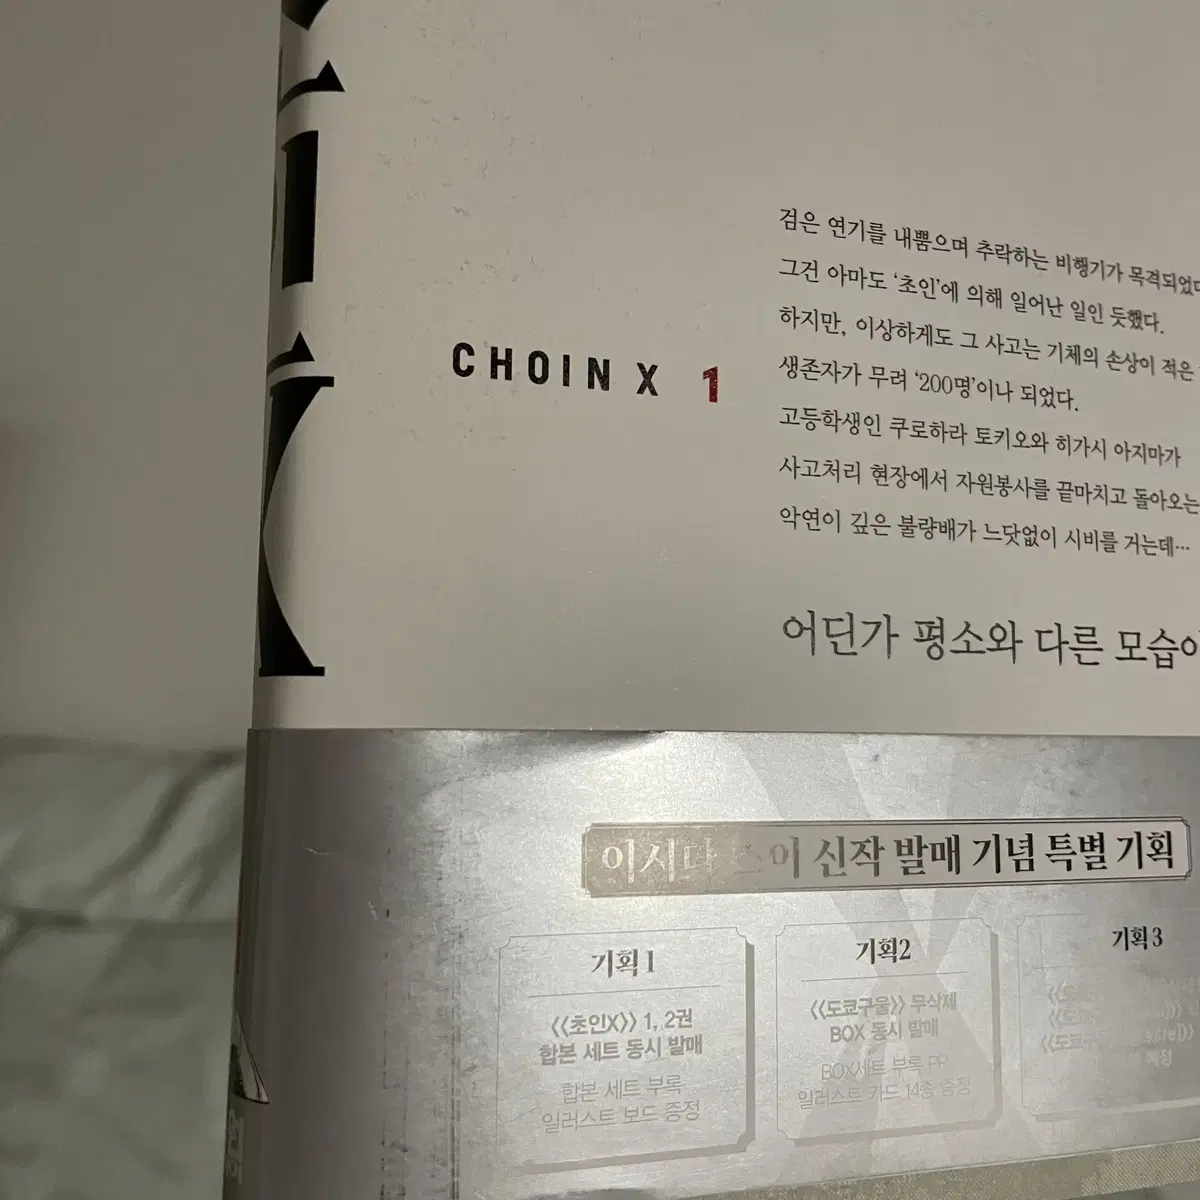 CHOIN X 1
검은 연기를 내뿜으며 추락하는 비행기가 목격되었다
그건 아마도 ‘초인’에 의해 일어난 일인 듯했다.
하지만, 이상하게도 그 사고는 기체의 손상이 적은
생존자가 무려 ‘200명’이나 되었다.
고등학생인 쿠로하라 토키오와 히가시 아지마가
사고처리 현장에서 자원봉사를 끝마치고 돌아오는
악연이 깊은 불량배가 느닷없이 시비를 거는데…
어딘가 평소와 다른 모습이
이시다 스이 신작 발매 기념 특별 기획
기획 1
《초인X》 1, 2권
합본 세트 동시 발매
합본 세트 부록
일러스트 보드 증정
기획2
《도쿄구울》 무삭제
BOX 동시 발매
BOX세트 부록 PP
일러스트 카드 14종 증정
기획 3